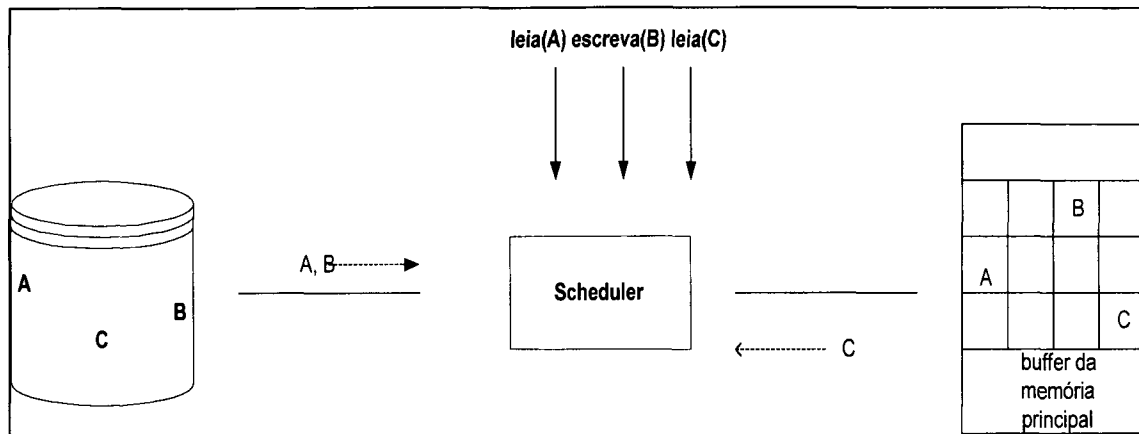 leia(A) escreva(B) leia(C)
A
B
C
A, B
Scheduler
C
B
A
C
buffer da
memória
principal